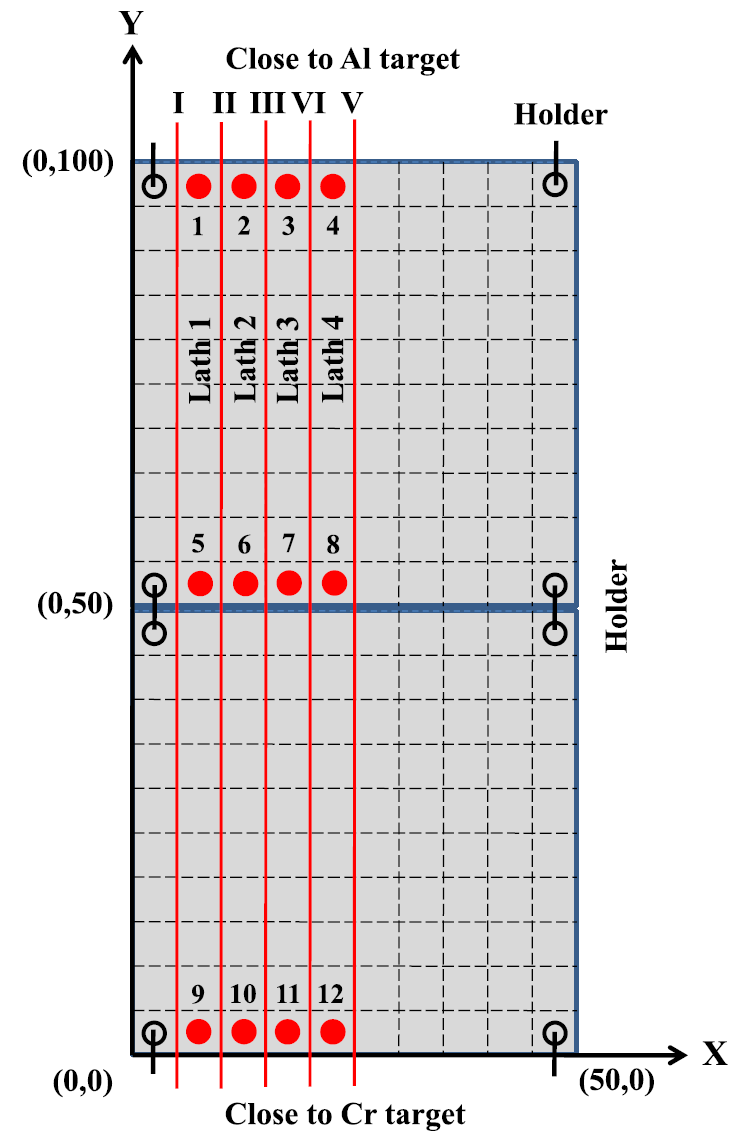 Y
Close to Al target
I II III VI V
Holder
(0,100)
1 2 3 4
Lath 1
Lath 2
Lath 3
Lath 4
5 6 7 8
(0,50)
Holder
9 10 11 12
X
(0,0)
(50,0)
Close to Cr target